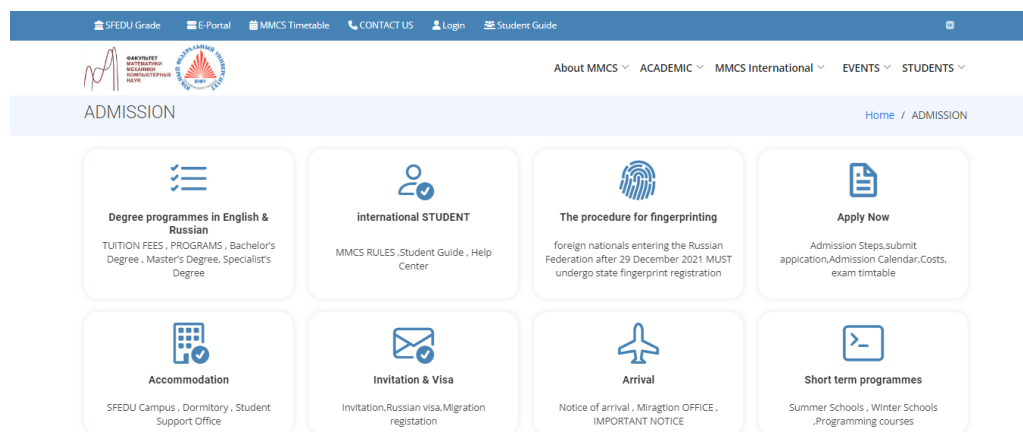 SFEDU Grade E-Portal MMCS Timetable CONTACT US Login Student Guide
ФАКУЛЬТЕТ
МАТЕМАТИКИ
МЕХАНИКИ
КОМПЬЮТЕРНЫХ
НАУК
ЮЖНЫЙ ФЕДЕРАЛЬНЫЙ УНИВЕРСИТЕТ
About MMCS ACADEMIC MMCS International EVENTS STUDENTS
ADMISSION
Home / ADMISSION
Degree programmes in English &
Russian
TUITION FEES , PROGRAMS , Bachelor's
Degree , Master's Degree, Specialist's
Degree
international STUDENT
MMCS RULES ,Student Guide , Help
Center
The procedure for fingerprinting
foreign nationals entering the Russian
Federation after 29 December 2021 MUST
undergo state fingerprint registration
Apply Now
Admission Steps,submit
appication,Admission Calendar,Costs,
exam timtable
Accommodation
SFEDU Campus , Dormitory , Student
Support Office
Invitation & Visa
Invitation,Russian visa,Migration
registation
Arrival
Notice of arrival , Miragtion OFFICE ,
IMPORTANT NOTICE
Short term programmes
Summer Schools , WInter Schools
,Programming courses